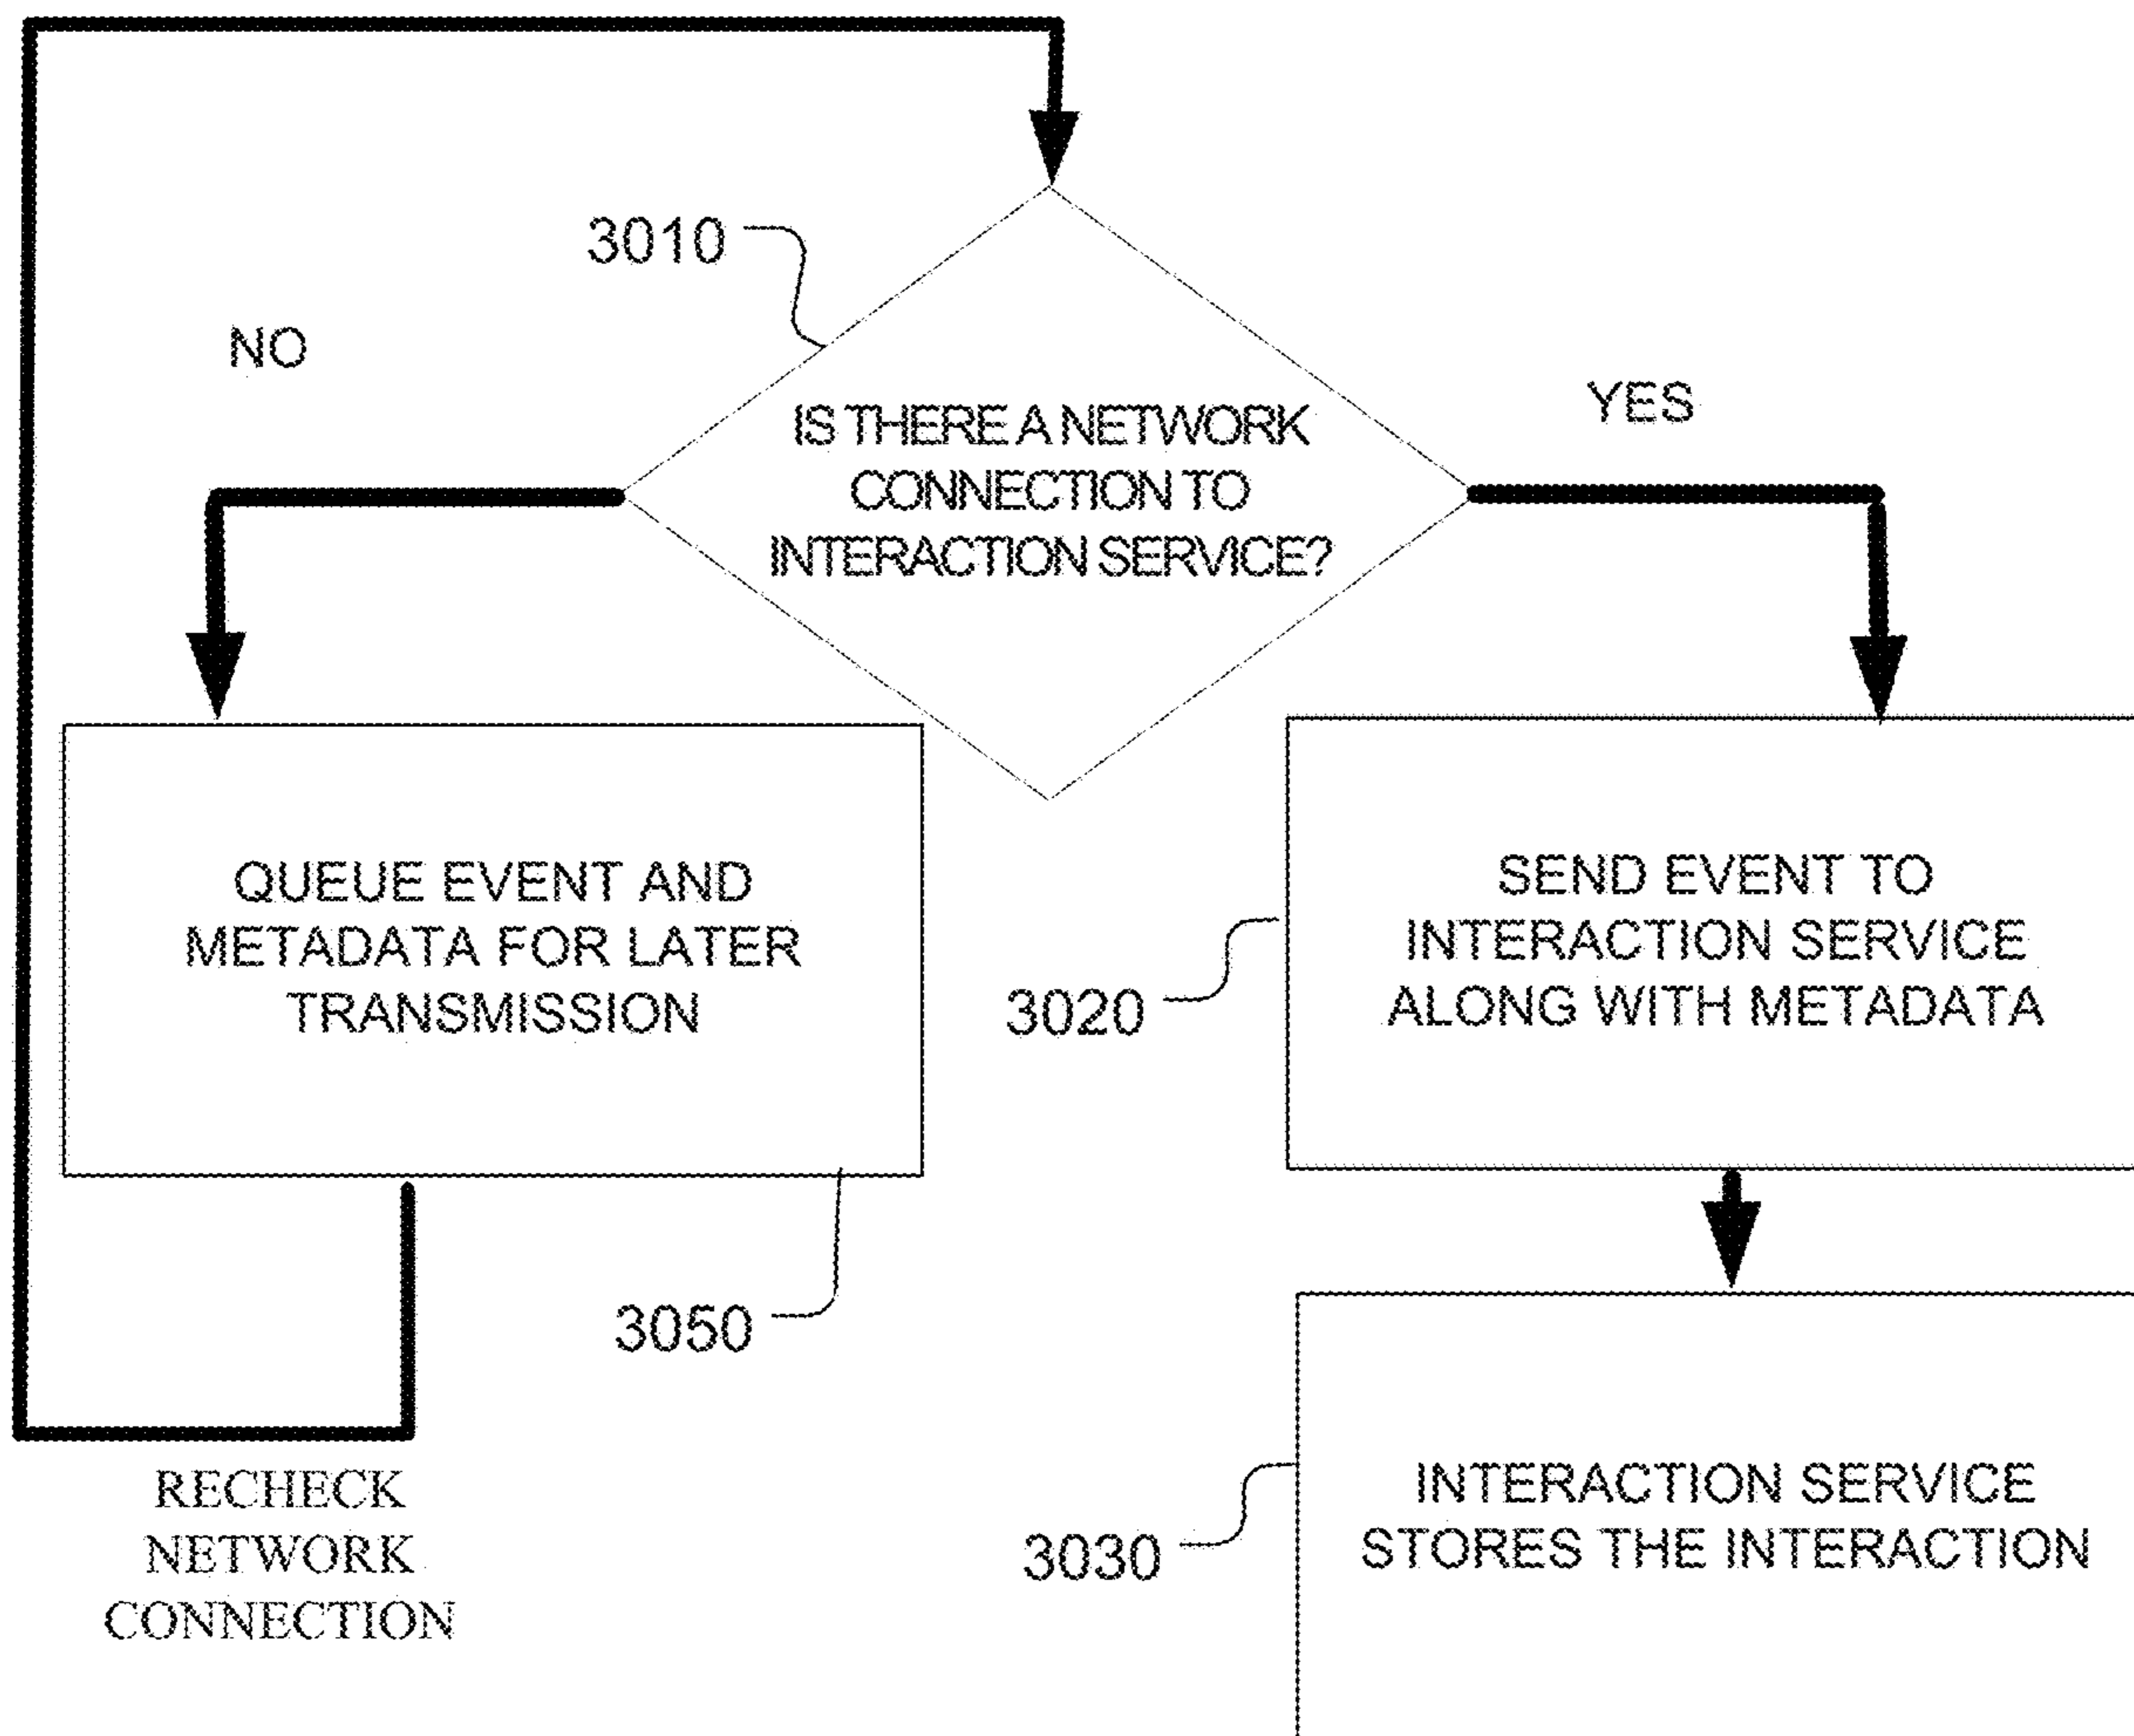 3010
NO
YES
IS THERE A NETWORK
CONNECTION TO
INTERACTION SERVICE?
QUEUE EVENT AND
METADATA FOR LATER
TRANSMISSION
SEND EVENT TO
INTERACTION SERVICE
ALONG WITH METADATA
3020
3050
RECHECK
NETWORK
CONNECTION
INTERACTION SERVICE
STORES THE INTERACTION
3030